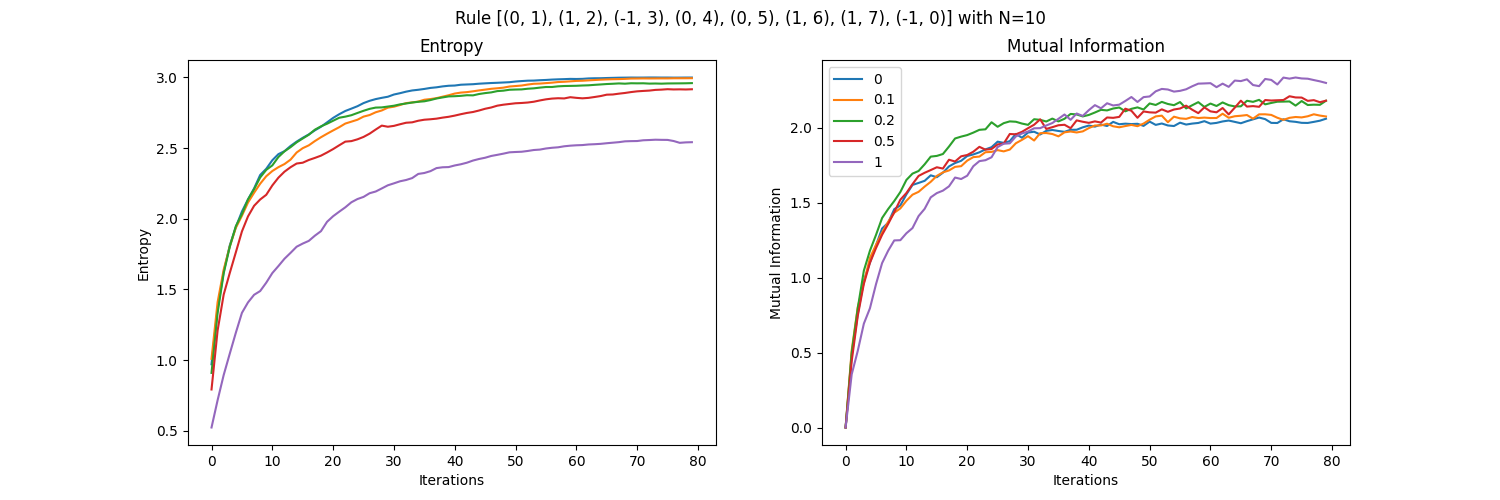 Rule [(0, 1), (1, 2), (-1, 3), (0, 4), (0, 5), (1, 6), (1, 7), (-1, 0)] with N=10
Entropy
Entropy
3.0
2.5
2.0
1.5
1.0
0.5
0 10 20 30 40 50 60 70 80
Iterations
Mutual Information
Mutual Information
2.0
1.5
1.0
0.5
0.0
0
0.1
0.2
0.5
1
0 10 20 30 40 50 60 70 80
Iterations